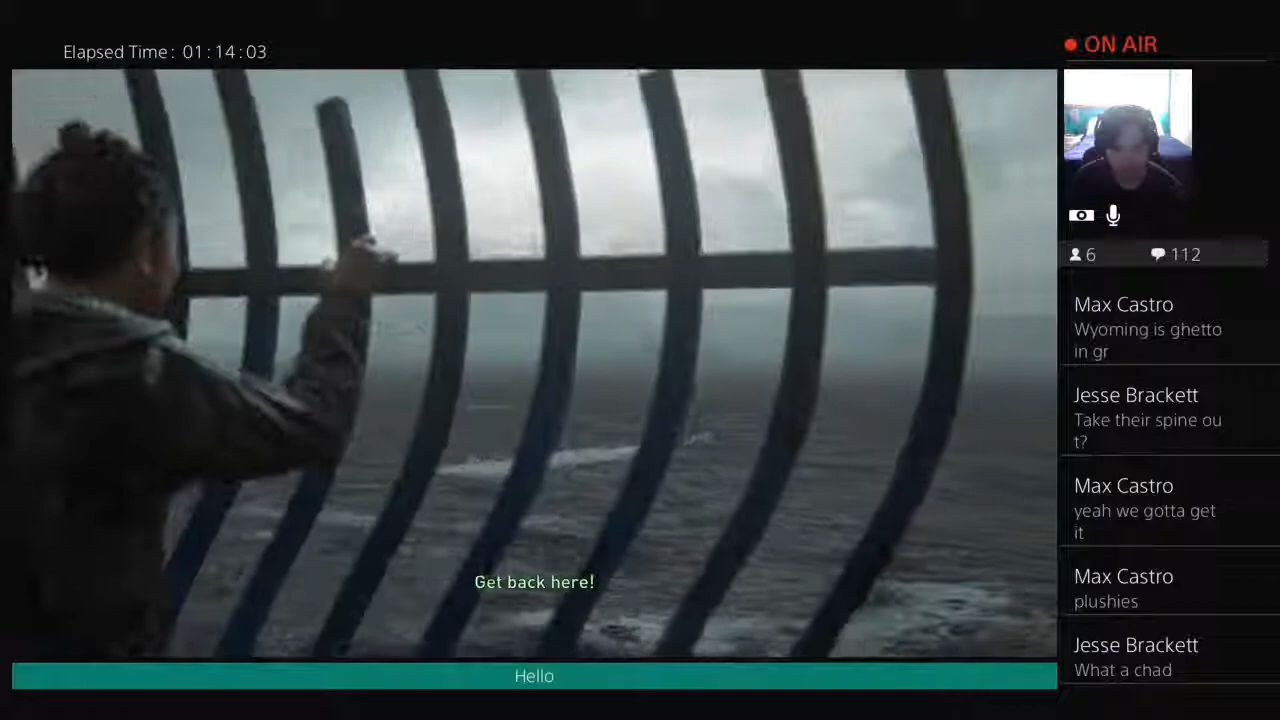 Elapsed Time: 01:14:03
ON AIR
6
112
Max Castro
Wyoming is ghetto
in gr
Jesse Brackett
Take their spine ou
t?
Max Castro
yeah we gotta get
it
Max Castro
plushies
Jesse Brackett
What a chad
Get back here!
Hello